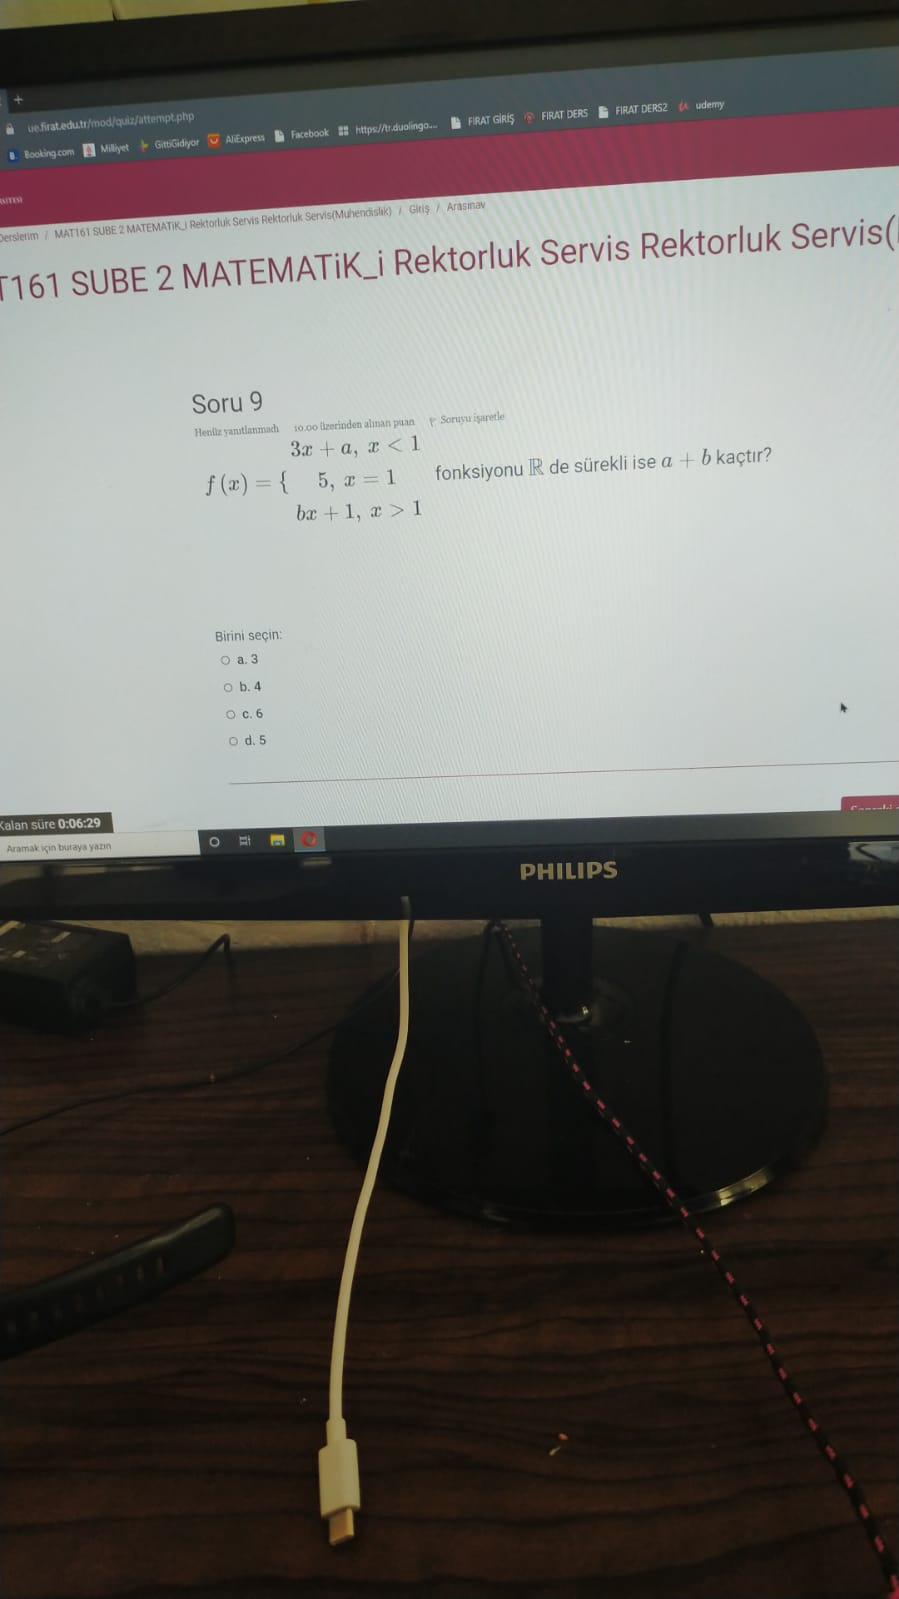 +
ue.firat.edu.tr/mod/quiz/attempt.php
B. Booking.com Milliyet GittiGidiyor AliExpress Facebook https://tr.duolingo.... FIRAT GİRİŞ FIRAT DERS FIRAT DERS2 udemy
Derslerim / MAT161 SUBE 2 MATEMATiK_i Rektorluk Servis Rektorluk Servis(Muhendislik) / Giriş / Arasınav
T161 SUBE 2 MATEMATiK_i Rektorluk Servis Rektorluk Servis(
Soru 9
Henüz yanıtlanmadı 10.00 üzerinden alınan puan Soruyu işaretle
3x + a, x < 1
f (x) = { 5, x = 1 fonksiyonu ℝ de sürekli ise a + b kaçtır?
bx + 1, x > 1
Birini seçin:
a. 3
b. 4
c. 6
d. 5
Kalan süre 0:06:29
Aramak için buraya yazın
PHILIPS